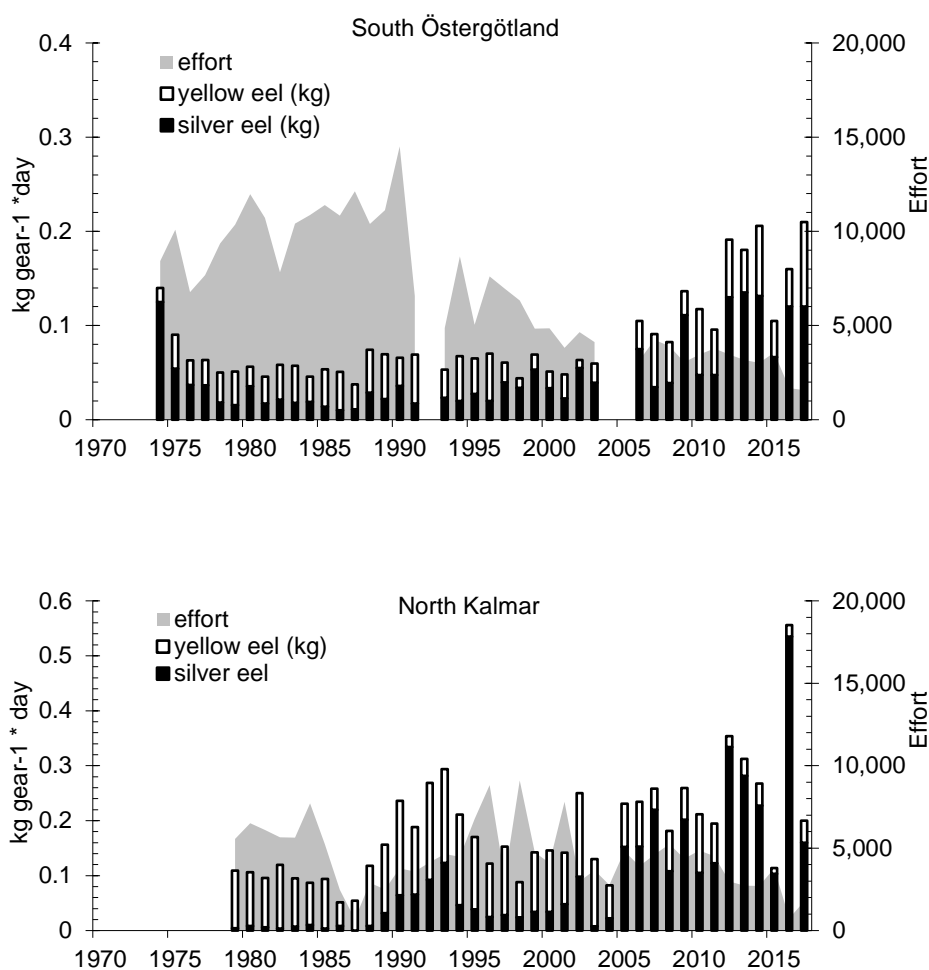 South Östergötland
0.4
0.3
0.2
0.1
0
kg gear-1 *day
effort
yellow eel (kg)
silver eel (kg)
20,000
15,000
10,000
5,000
0
Effort
1970 1975 1980 1985 1990 1995 2000 2005 2010 2015
North Kalmar
0.6
0.5
0.4
0.3
0.2
0.1
0
kg gear-1 * day
effort
yellow eel (kg)
silver eel
20,000
15,000
10,000
5,000
0
Effort
1970 1975 1980 1985 1990 1995 2000 2005 2010 2015